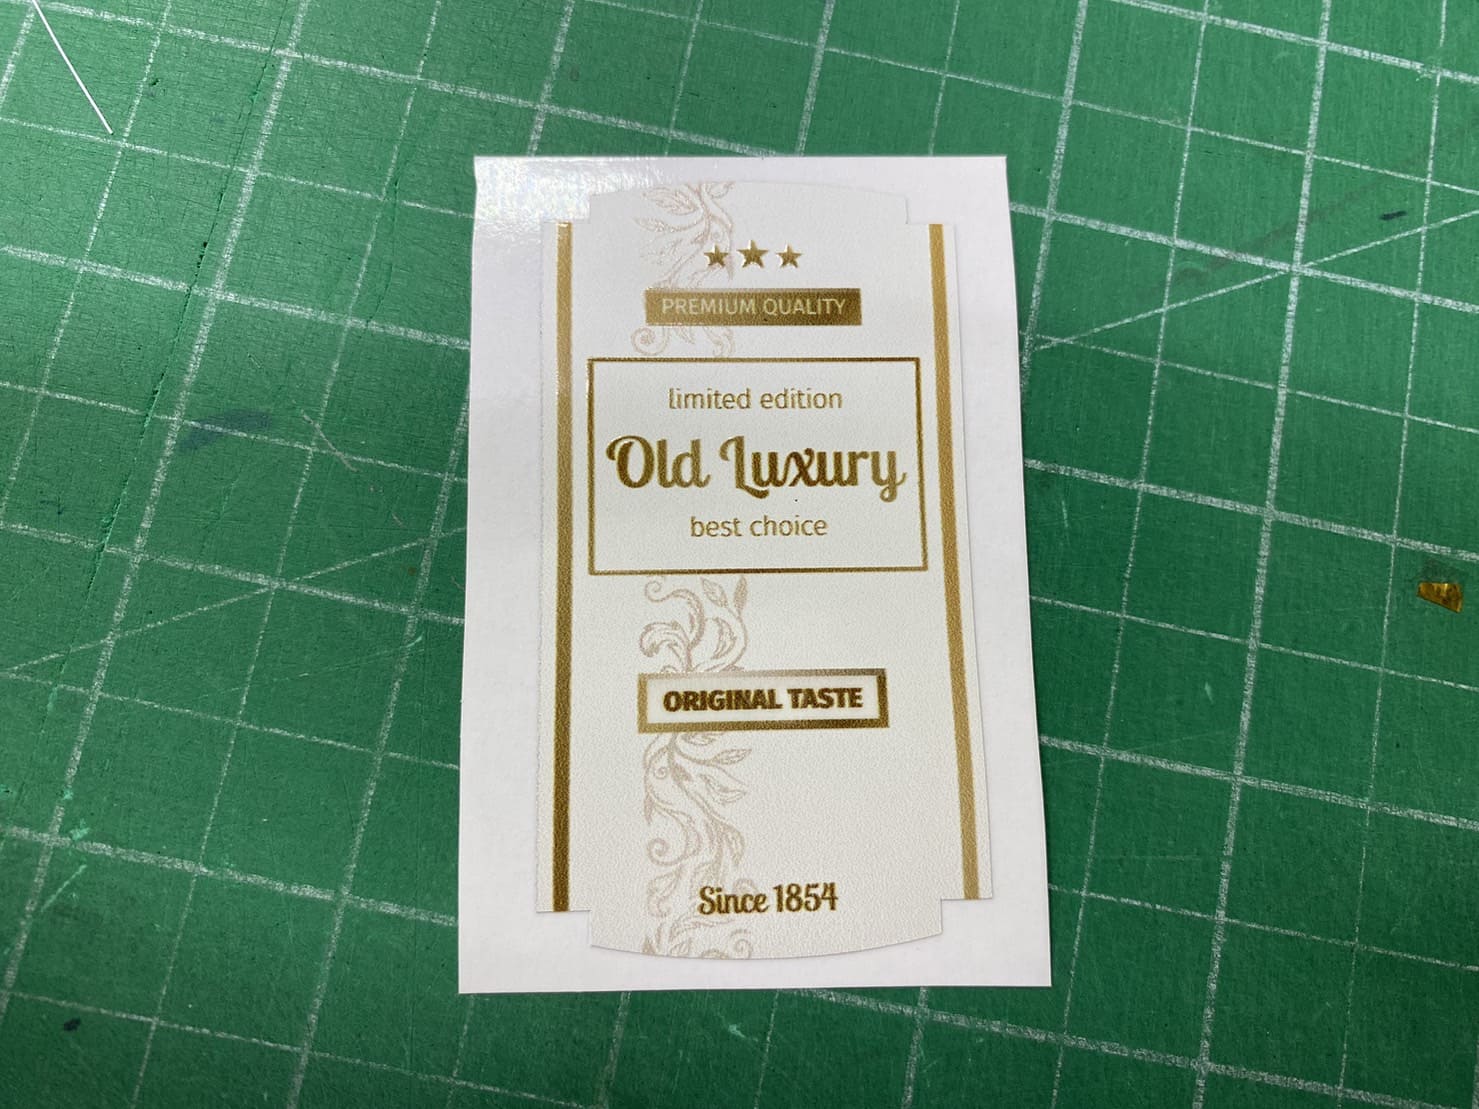 PREMIUM QUALITY
limited edition
Old Luxury
best choice
ORIGINAL TASTE
Since 1854